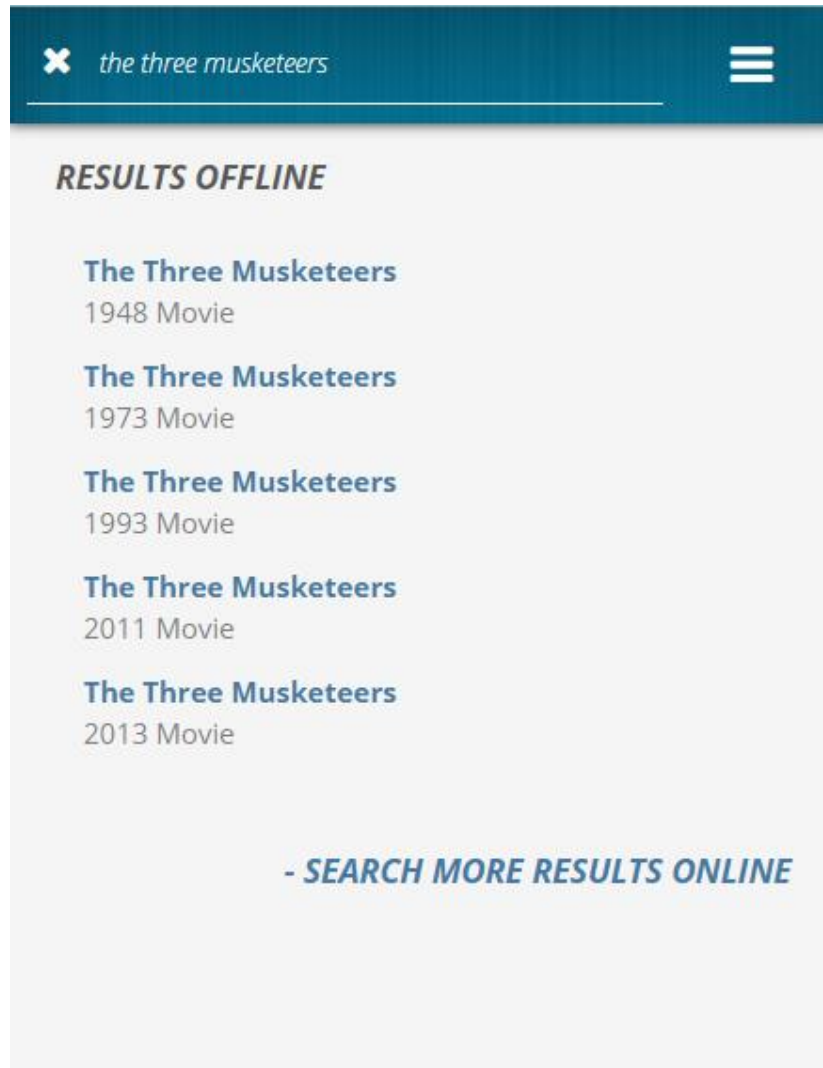 the three musketeers
RESULTS OFFLINE
The Three Musketeers
1948 Movie
The Three Musketeers
1973 Movie
The Three Musketeers
1993 Movie
The Three Musketeers
2011 Movie
The Three Musketeers
2013 Movie
- SEARCH MORE RESULTS ONLINE